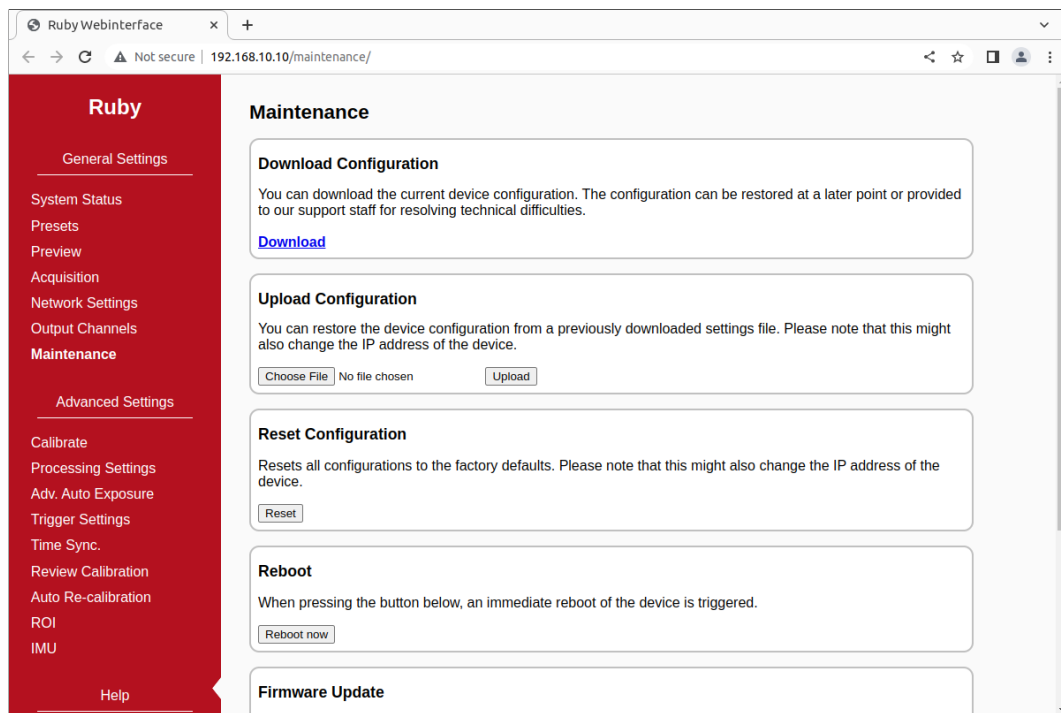 Ruby Webinterface
Not secure
192.168.10.10/maintenance/
Ruby
General Settings
System Status
Presets
Preview
Acquisition
Network Settings
Output Channels
Maintenance
Advanced Settings
Calibrate
Processing Settings
Adv. Auto Exposure
Trigger Settings
Time Sync.
Review Calibration
Auto Re-calibration
ROI
IMU
Help
Maintenance
Download Configuration
You can download the current device configuration. The configuration can be restored at a later point or provided
to our support staff for resolving technical difficulties.
Download
Upload Configuration
You can restore the device configuration from a previously downloaded settings file. Please note that this might
also change the IP address of the device.
Choose File No file chosen Upload
Reset Configuration
Resets all configurations to the factory defaults. Please note that this might also change the IP address of the
device.
Reset
Reboot
When pressing the button below, an immediate reboot of the device is triggered.
Reboot now
Firmware Update